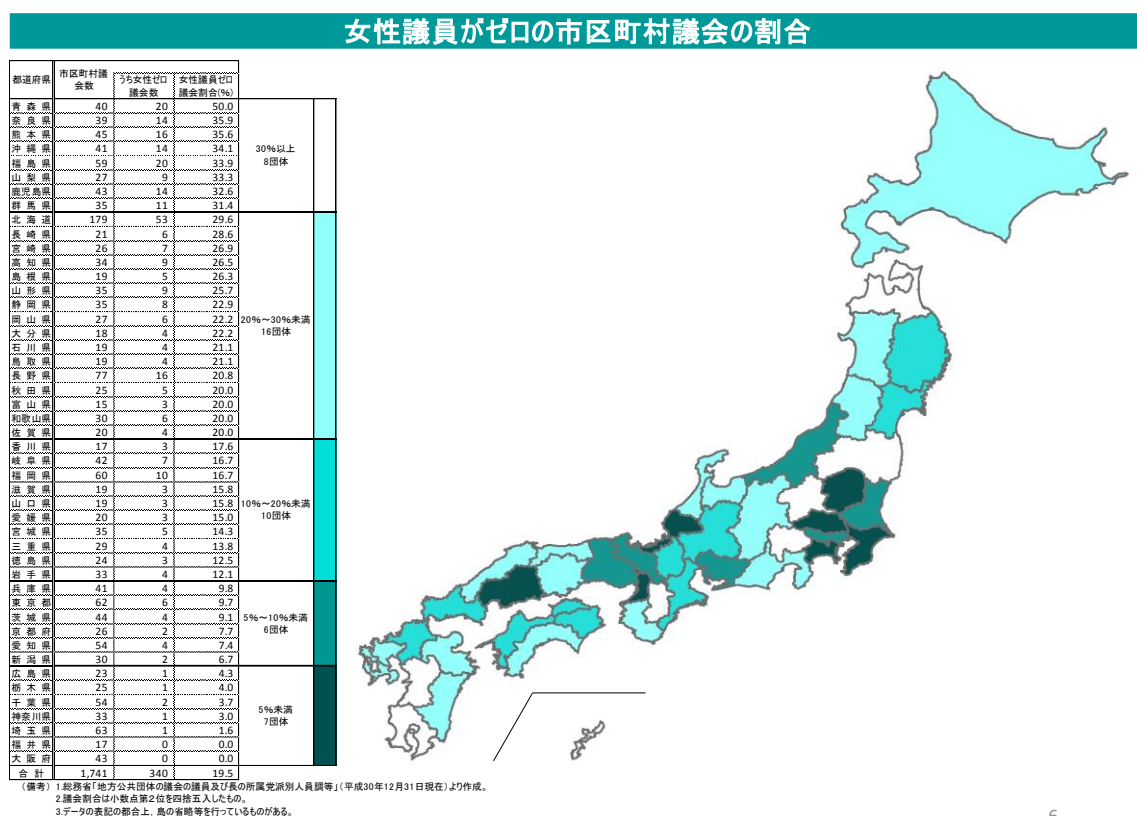 女性議員がゼロの市区町村議会の割合
都道府県 市区町村議会数 うち女性ゼロ議会数 女性議員ゼロ議会割合(%)
青森県 40 20 50.0
奈良県 39 14 35.9
熊本県 45 16 35.6
沖縄県 41 14 34.1
福島県 59 20 33.9
山梨県 27 9 33.3
鹿児島県 43 14 32.6
群馬県 35 11 31.4
30%以上
8団体
北海道 179 53 29.6
長崎県 21 6 28.6
宮崎県 26 7 26.9
高知県 34 9 26.5
島根県 19 5 26.3
山形県 35 9 25.7
静岡県 35 8 22.9
岡山県 27 6 22.2
大分県 18 4 22.2
石川県 19 4 21.1
鳥取県 19 4 21.1
長野県 77 16 20.8
秋田県 25 5 20.0
富山県 15 3 20.0
和歌山県 30 6 20.0
佐賀県 20 4 20.0
20%~30%未満
16団体
香川県 17 3 17.6
岐阜県 42 7 16.7
福岡県 60 10 16.7
滋賀県 19 3 15.8
山口県 19 3 15.8
愛媛県 20 3 15.0
宮城県 35 5 14.3
三重県 29 4 13.8
徳島県 24 3 12.5
岩手県 33 4 12.1
10%~20%未満
10団体
兵庫県 41 4 9.8
東京都 62 6 9.7
茨城県 44 4 9.1
京都府 26 2 7.7
愛知県 54 4 7.4
新潟県 30 2 6.7
5%~10%未満
6団体
広島県 23 1 4.3
栃木県 25 1 4.0
千葉県 54 2 3.7
神奈川県 33 1 3.0
埼玉県 63 1 1.6
福井県 17 0 0.0
大阪府 43 0 0.0
5%未満
7団体
合計 1,741 340 19.5
(備考) 1.総務省「地方公共団体の議会の議員及び長の所属党派別人員調等」(平成30年12月31日現在)より作成。
2.議会割合は小数点第2位を四捨五入したもの。
3.データの表記の都合上、島の省略等を行っているものがある。